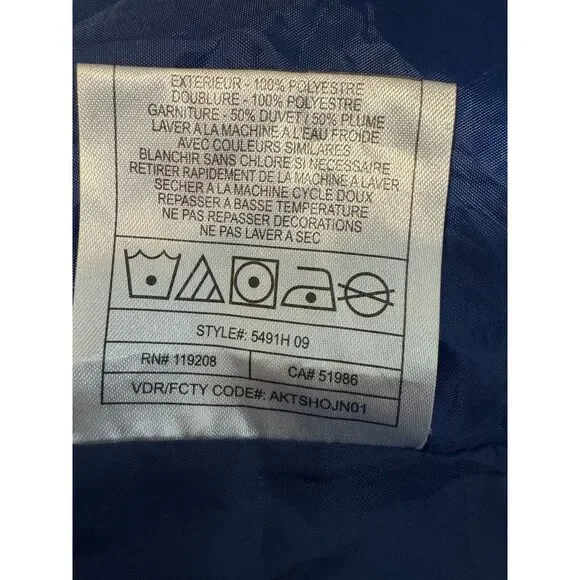 EXTERIEUR - 100% POLYESTRE
DOUBLURE - 100% POLYESTRE
GARNITURE - 50% DUVET / 50% PLUME
LAVER A LA MACHINE A L'EAU FROIDE
AVEC COULEURS SIMILARES
BLANCHIR SANS CHLORE SI NECESSAIRE
RETIRER RAPIDEMENT DE LA MACHINE A LAVER
SECHER A LA MACHINE CYCLE DOUX
REPASSER A BASSE TEMPERATURE
NE PAS REPASSER DECORATIONS
NE PAS LAVER A SEC
STYLE#: 5491H 09
RN# 119208 CA# 51986
VDR/FCTY CODE#: AKTSHOJN01